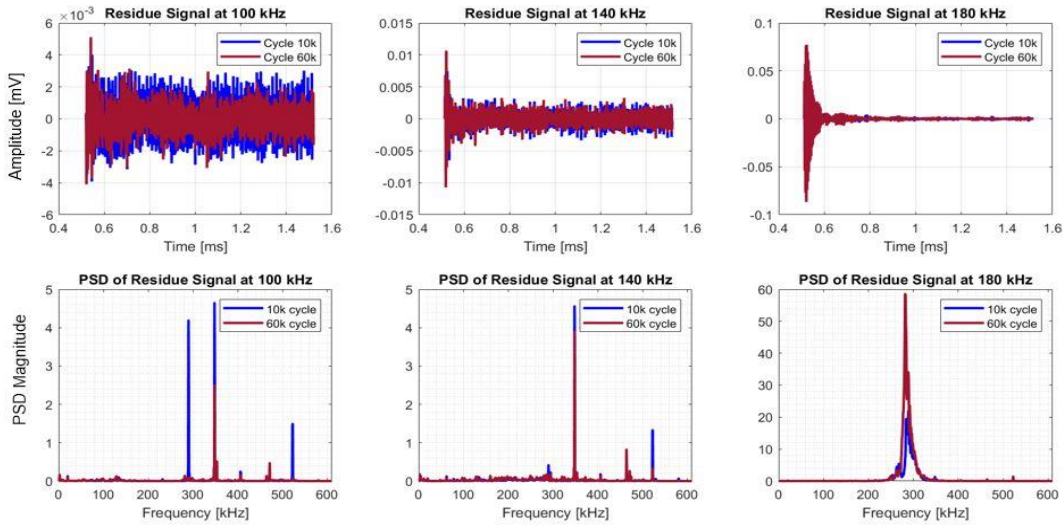 Residue Signal at 100 kHz
×10⁻³
6
4
2
0
-2
-4
-6
Amplitude [mV]
Cycle 10k
Cycle 60k
0.4 0.6 0.8 1 1.2 1.4 1.6
Time [ms]
Residue Signal at 140 kHz
0.015
0.01
0.005
0
-0.005
-0.01
-0.015
Cycle 10k
Cycle 60k
0.4 0.6 0.8 1 1.2 1.4 1.6
Time [ms]
Residue Signal at 180 kHz
0.1
0.05
0
-0.05
-0.1
Cycle 10k
Cycle 60k
0.4 0.6 0.8 1 1.2 1.4 1.6
Time [ms]
PSD of Residue Signal at 100 kHz
5
4
3
2
1
0
PSD Magnitude
10k cycle
60k cycle
0 100 200 300 400 500 600
Frequency [kHz]
PSD of Residue Signal at 140 kHz
5
4
3
2
1
0
10k cycle
60k cycle
0 100 200 300 400 500 600
Frequency [kHz]
PSD of Residue Signal at 180 kHz
60
50
40
30
20
10
0
10k cycle
60k cycle
0 100 200 300 400 500 600
Frequency [kHz]